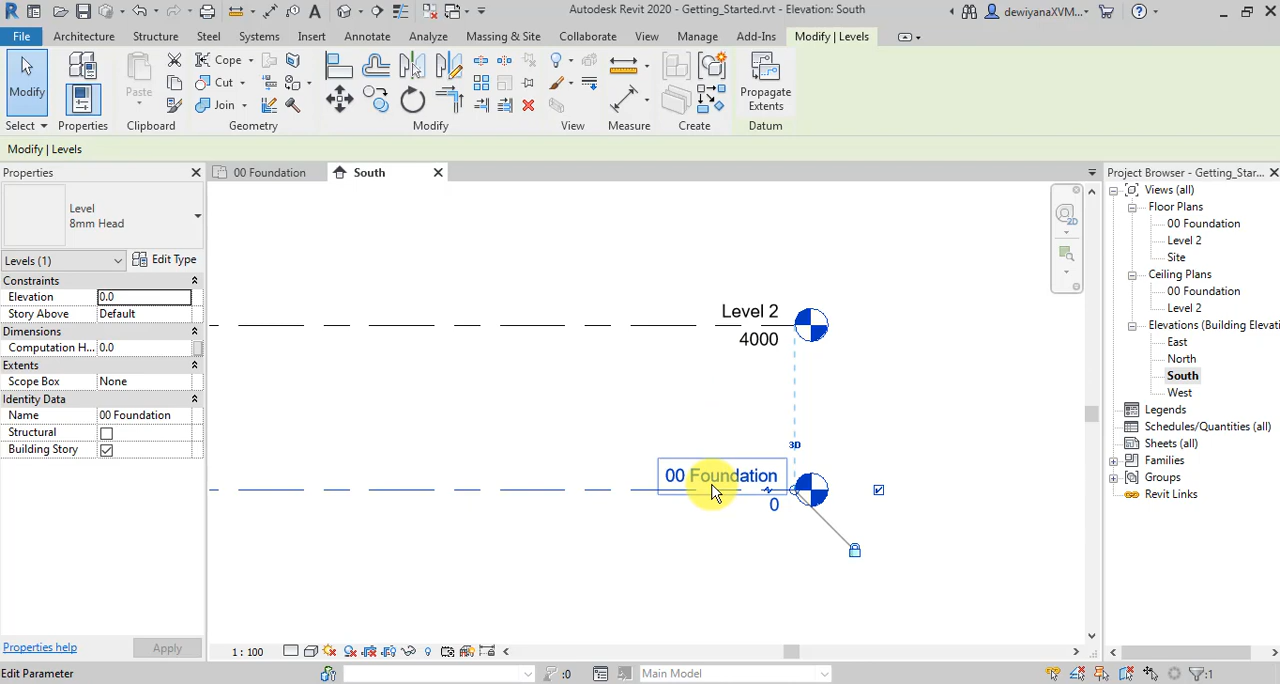 Autodesk Revit 2020 - Getting_Started.rvt - Elevation: South
dewiyanaXVM...
File
Architecture
Structure
Steel
Systems
Insert
Annotate
Analyze
Massing & Site
Collaborate
View
Manage
Add-Ins
Modify | Levels
Modify
Paste
Cope
Cut
Join
Propagate
Extents
Select
Properties
Clipboard
Geometry
Modify
View
Measure
Create
Datum
Modify | Levels
Properties
Level
8mm Head
Levels (1)
Edit Type
Constraints
Elevation 0.0
Story Above Default
Dimensions
Computation H... 0.0
Extents
Scope Box None
Identity Data
Name 00 Foundation
Structural
Building Story
Properties help
Apply
00 Foundation
South
2D
Level 2
4000
3D
00 Foundation
0
Project Browser - Getting_Star...
Views (all)
Floor Plans
00 Foundation
Level 2
Site
Ceiling Plans
00 Foundation
Level 2
Elevations (Building Elevati
East
North
South
West
Legends
Schedules/Quantities (all)
Sheets (all)
Families
Groups
Revit Links
1 : 100
Edit Parameter
:0
Main Model
:1